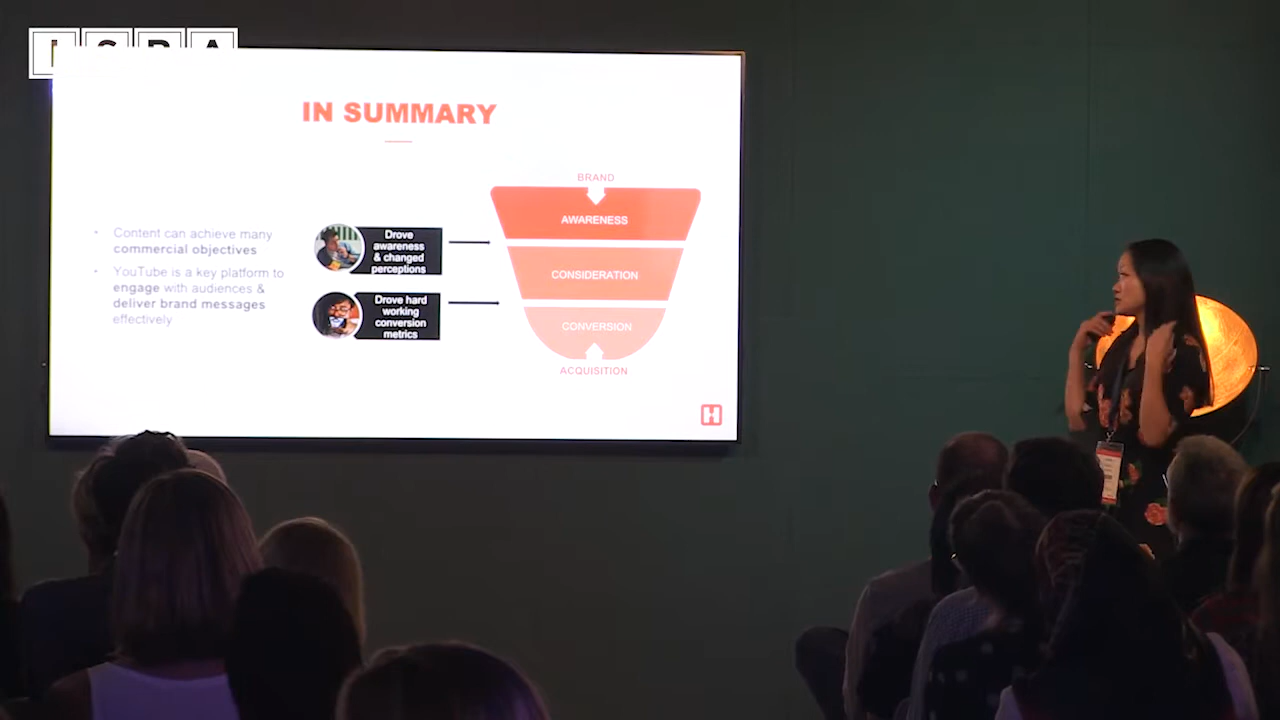 ISBA
IN SUMMARY
• Content can achieve many
commercial objectives
• YouTube is a key platform to
engage with audiences &
deliver brand messages
effectively
Drove
awareness
& changed
perceptions
Drove hard
working
conversion
metrics
BRAND
AWARENESS
CONSIDERATION
CONVERSION
ACQUISITION
H